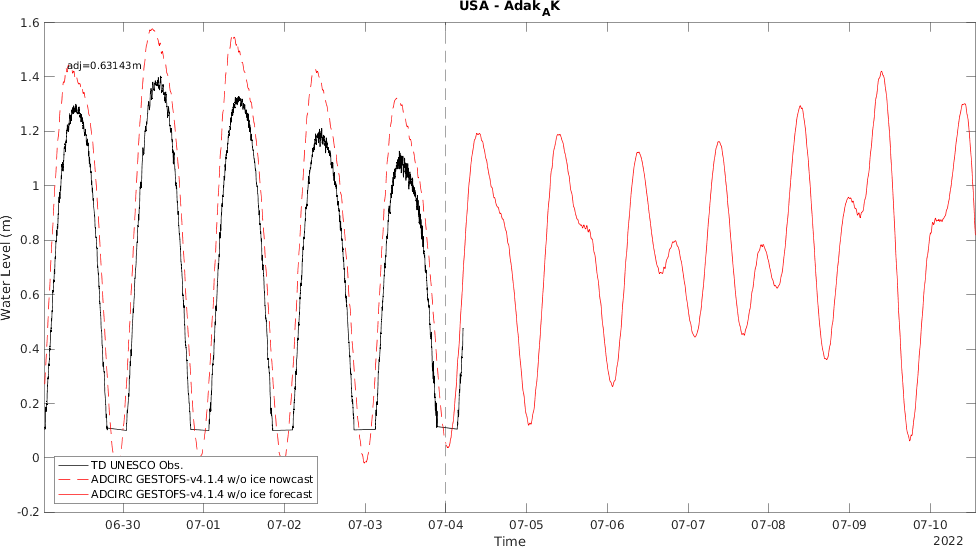 USA - Adak_AK
1.6
adj=0.63143m
1.4
1.2
1
0.8
0.6
0.4
0.2
0
-0.2
Water Level (m)
TD UNESCO Obs.
ADCIRC GESTOFS-v4.1.4 w/o ice nowcast
ADCIRC GESTOFS-v4.1.4 w/o ice forecast
06-30 07-01 07-02 07-03 07-04 07-05 07-06 07-07 07-08 07-09 07-10
Time
2022